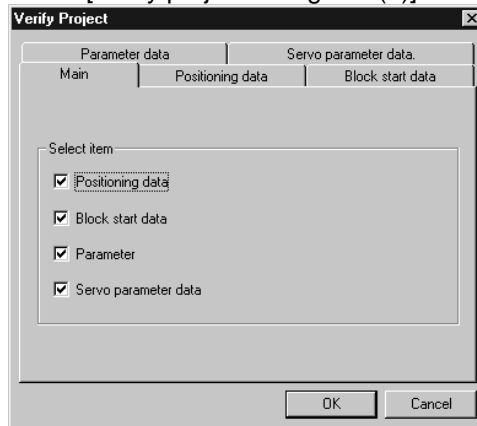 Verify Project
Parameter data Servo parameter data.
Main Positioning data Block start data
Select item
Positioning data
Block start data
Parameter
Servo parameter data
OK Cancel